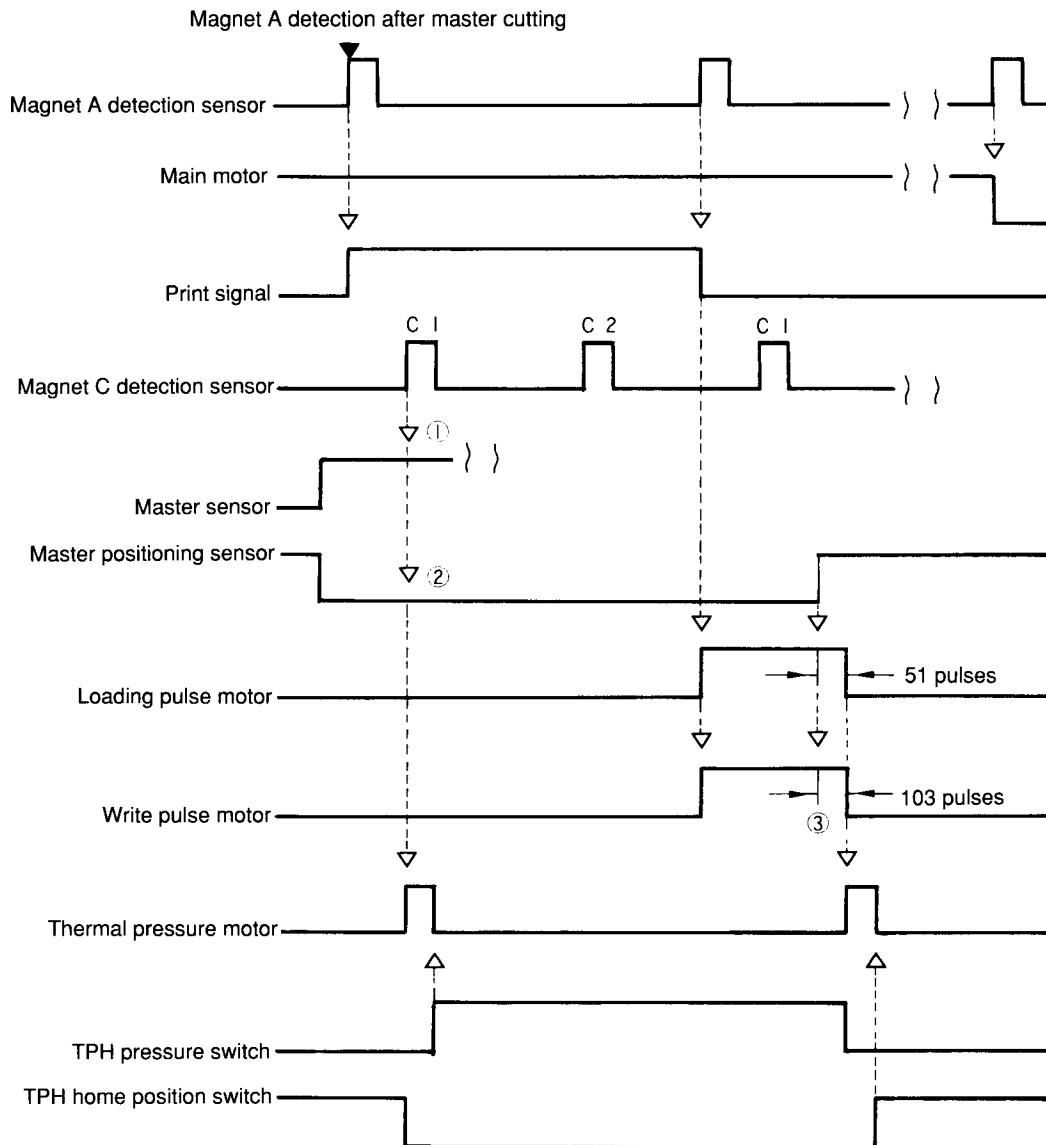 Magnet A detection after master cutting
Magnet A detection sensor
Main motor
Print signal
C 1 C 2 C 1
Magnet C detection sensor
①
Master sensor
Master positioning sensor
②
Loading pulse motor
51 pulses
Write pulse motor
103 pulses
③
Thermal pressure motor
TPH pressure switch
TPH home position switch